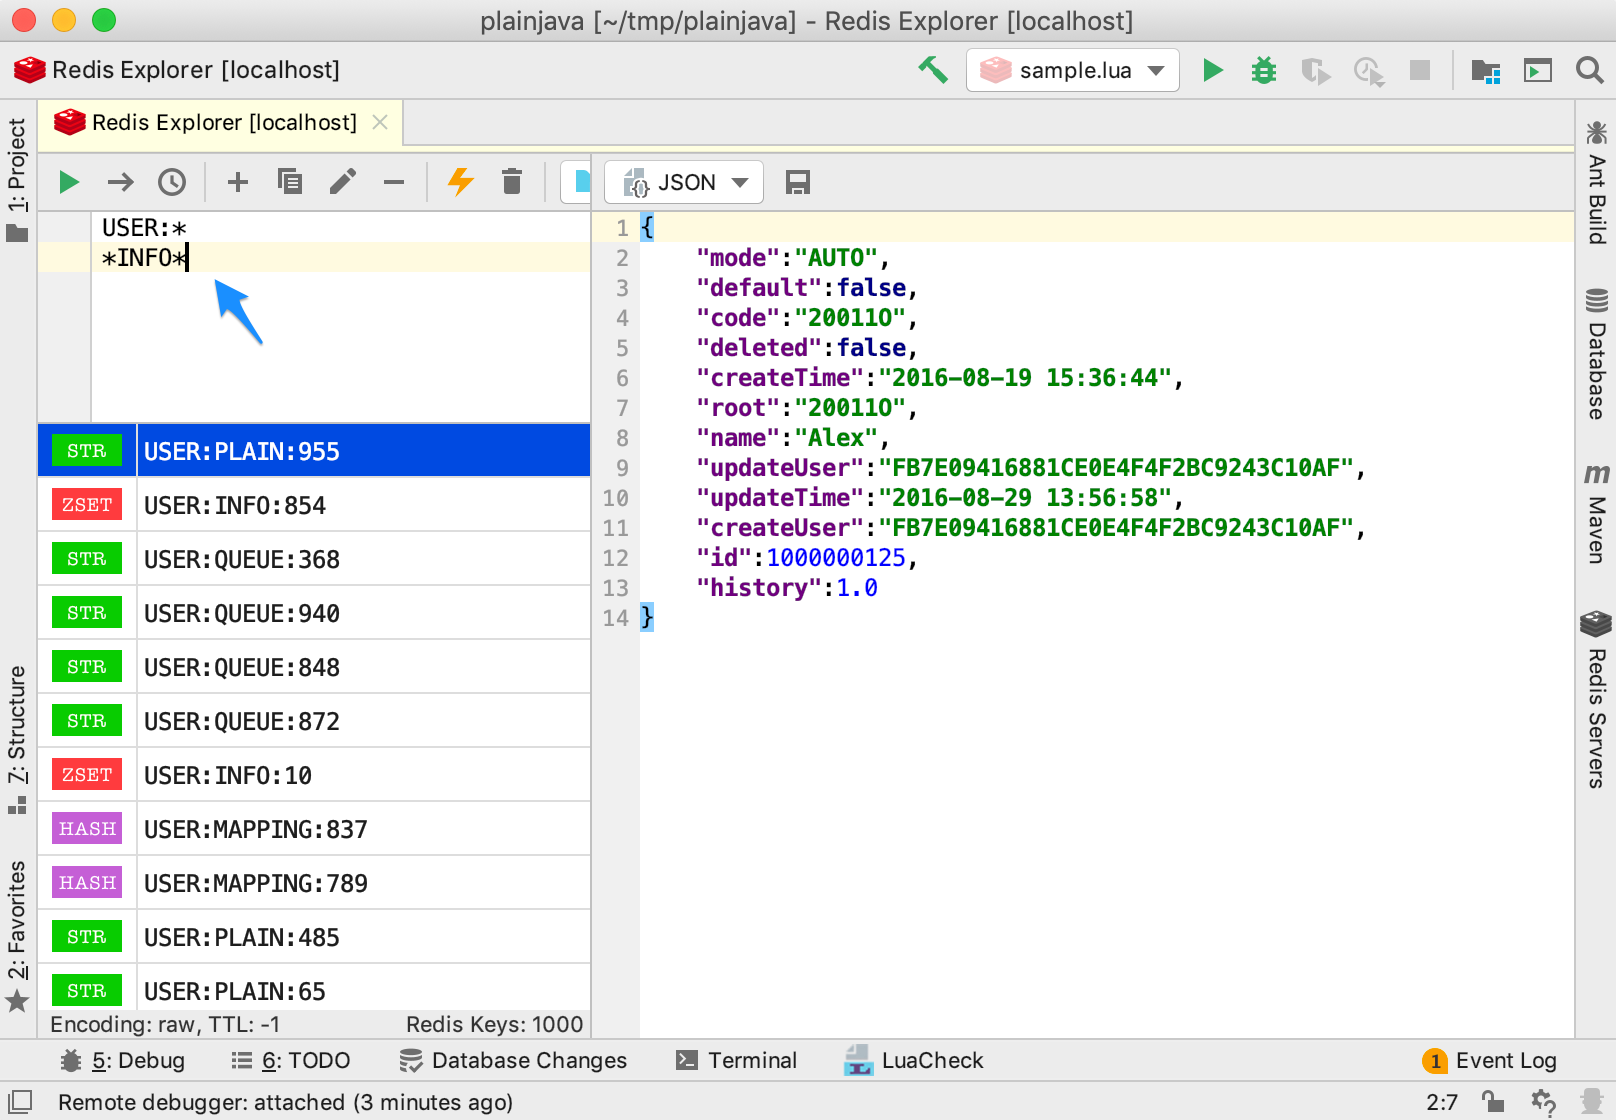 plainjava [~/tmp/plainjava] - Redis Explorer [localhost]
Redis Explorer [localhost]
sample.lua
Redis Explorer [localhost]
JSON
1: Project
7: Structure
2: Favorites
USER:*
*INFO*
STR USER:PLAIN:955
ZSET USER:INFO:854
STR USER:QUEUE:368
STR USER:QUEUE:940
STR USER:QUEUE:848
STR USER:QUEUE:872
ZSET USER:INFO:10
HASH USER:MAPPING:837
HASH USER:MAPPING:789
STR USER:PLAIN:485
STR USER:PLAIN:65
Encoding: raw, TTL: -1 Redis Keys: 1000
1 {
2 "mode":"AUTO",
3 "default":false,
4 "code":"200110",
5 "deleted":false,
6 "createTime":"2016-08-19 15:36:44",
7 "root":"200110",
8 "name":"Alex",
9 "updateUser":"FB7E09416881CE0E4F4F2BC9243C10AF",
10 "updateTime":"2016-08-29 13:56:58",
11 "createUser":"FB7E09416881CE0E4F4F2BC9243C10AF",
12 "id":1000000125,
13 "history":1.0
14 }
Ant Build
Database
m Maven
Redis Servers
5: Debug 6: TODO Database Changes Terminal LuaCheck 1 Event Log
Remote debugger: attached (3 minutes ago) 2:7